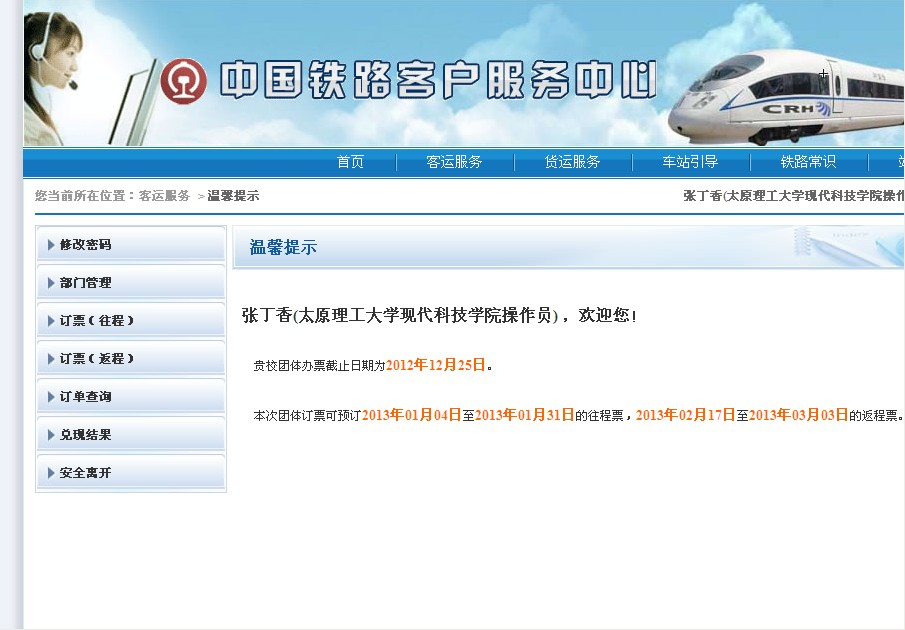 中国铁路客户服务中心
CRH
首页 客运服务 货运服务 车站引导 铁路常识
您当前所在位置：客运服务 ->温馨提示 张丁香(太原理工大学现代科技学院操作
修改密码
部门管理
订票（往程）
订票（返程）
订单查询
兑现结果
安全离开
温馨提示
张丁香(太原理工大学现代科技学院操作员)，欢迎您!
贵校团体办票截止日期为2012年12月25日。
本次团体订票可预订2013年01月04日至2013年01月31日的往程票，2013年02月17日至2013年03月03日的返程票。